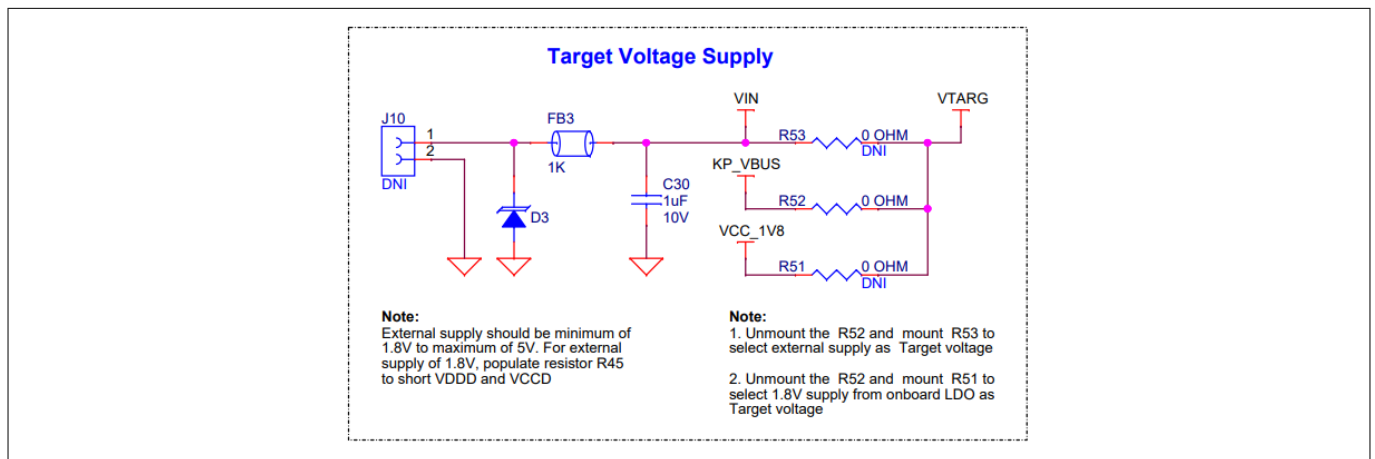 Target Voltage Supply
VIN
VTARG
J10
1
2
DNI
FB3
1K
R53
0 OHM
DNI
KP_VBUS
C30
1uF
10V
R52
0 OHM
D3
VCC_1V8
R51
0 OHM
DNI
Note:
External supply should be minimum of
1.8V to maximum of 5V. For external
supply of 1.8V, populate resistor R45
to short VDDD and VCCD
Note:
1. Unmount the R52 and mount R53 to
select external supply as Target voltage
2. Unmount the R52 and mount R51 to
select 1.8V supply from onboard LDO as
Target voltage